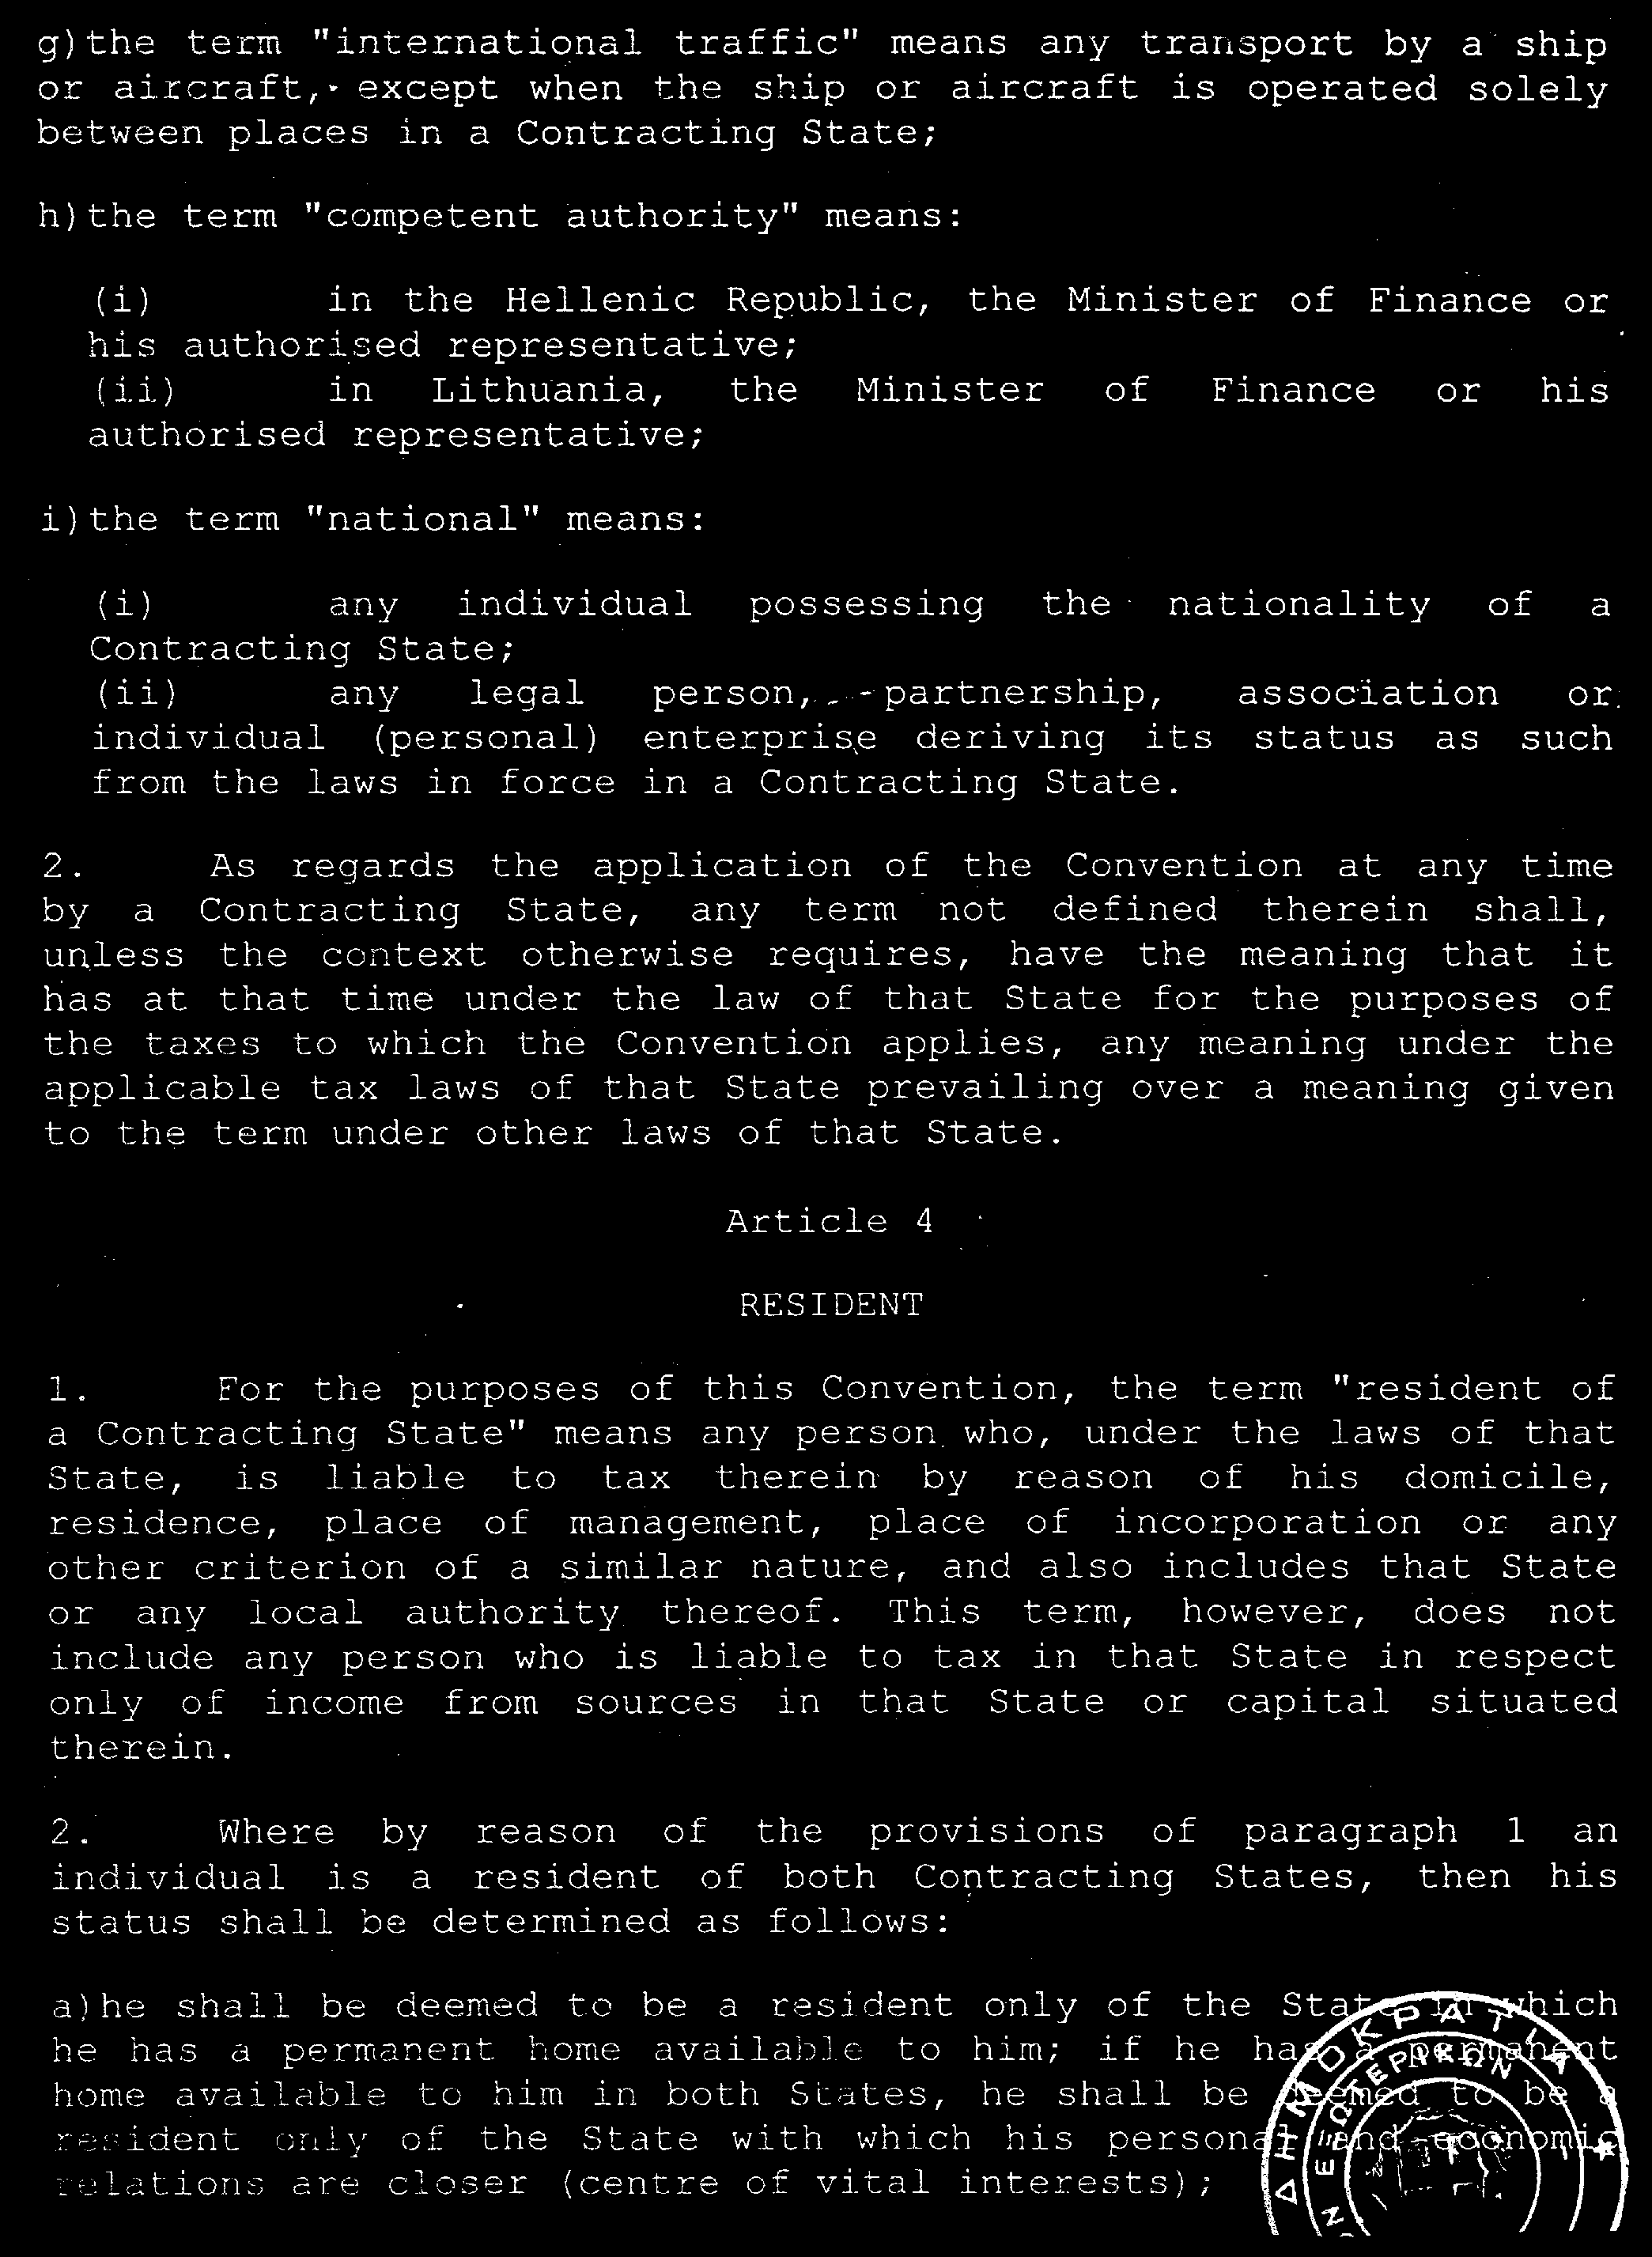 g)the term "international traffic" means any transport by a ship
or aircraft, except when the ship or aircraft is operated solely
between places in a Contracting State;
h)the term "competent authority" means:
(i) in the Hellenic Republic, the Minister of Finance or
his authorised representative;
(ii) in Lithuania, the Minister of Finance or his
authorised representative;
i)the term "national" means:
(i) any individual possessing the nationality of a
Contracting State;
(ii) any legal person, partnership, association or
individual (personal) enterprise deriving its status as such
from the laws in force in a Contracting State.
2. As regards the application of the Convention at any time
by a Contracting State, any term not defined therein shall,
unless the context otherwise requires, have the meaning that it
has at that time under the law of that State for the purposes of
the taxes to which the Convention applies, any meaning under the
applicable tax laws of that State prevailing over a meaning given
to the term under other laws of that State.
Article 4
RESIDENT
1. For the purposes of this Convention, the term "resident of
a Contracting State" means any person who, under the laws of that
State, is liable to tax therein by reason of his domicile,
residence, place of management, place of incorporation or any
other criterion of a similar nature, and also includes that State
or any local authority thereof. This term, however, does not
include any person who is liable to tax in that State in respect
only of income from sources in that State or capital situated
therein.
2. Where by reason of the provisions of paragraph 1 an
individual is a resident of both Contracting States, then his
status shall be determined as follows:
a)he shall be deemed to be a resident only of the State in which
he has a permanent home available to him; if he has a permanent
home available to him in both States, he shall be deemed to be a
resident only of the State with which his personal and economic
relations are closer (centre of vital interests);